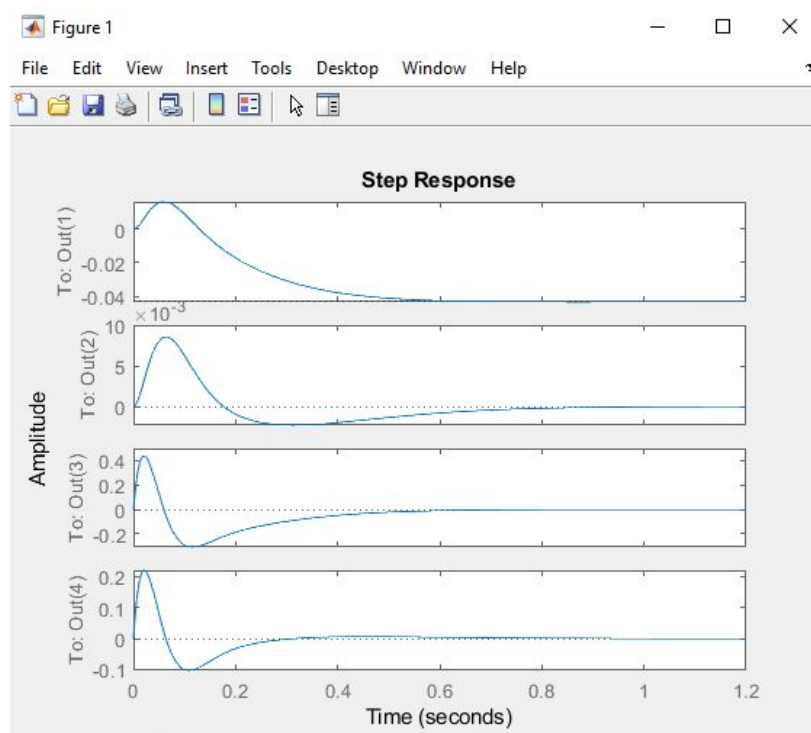 Figure 1
File Edit View Insert Tools Desktop Window Help
Step Response
To: Out(1)
0
-0.02
-0.04
×10-3
To: Out(2)
10
5
0
Amplitude
To: Out(3)
0.4
0.2
0
-0.2
To: Out(4)
0.2
0.1
0
-0.1
0 0.2 0.4 0.6 0.8 1 1.2
Time (seconds)